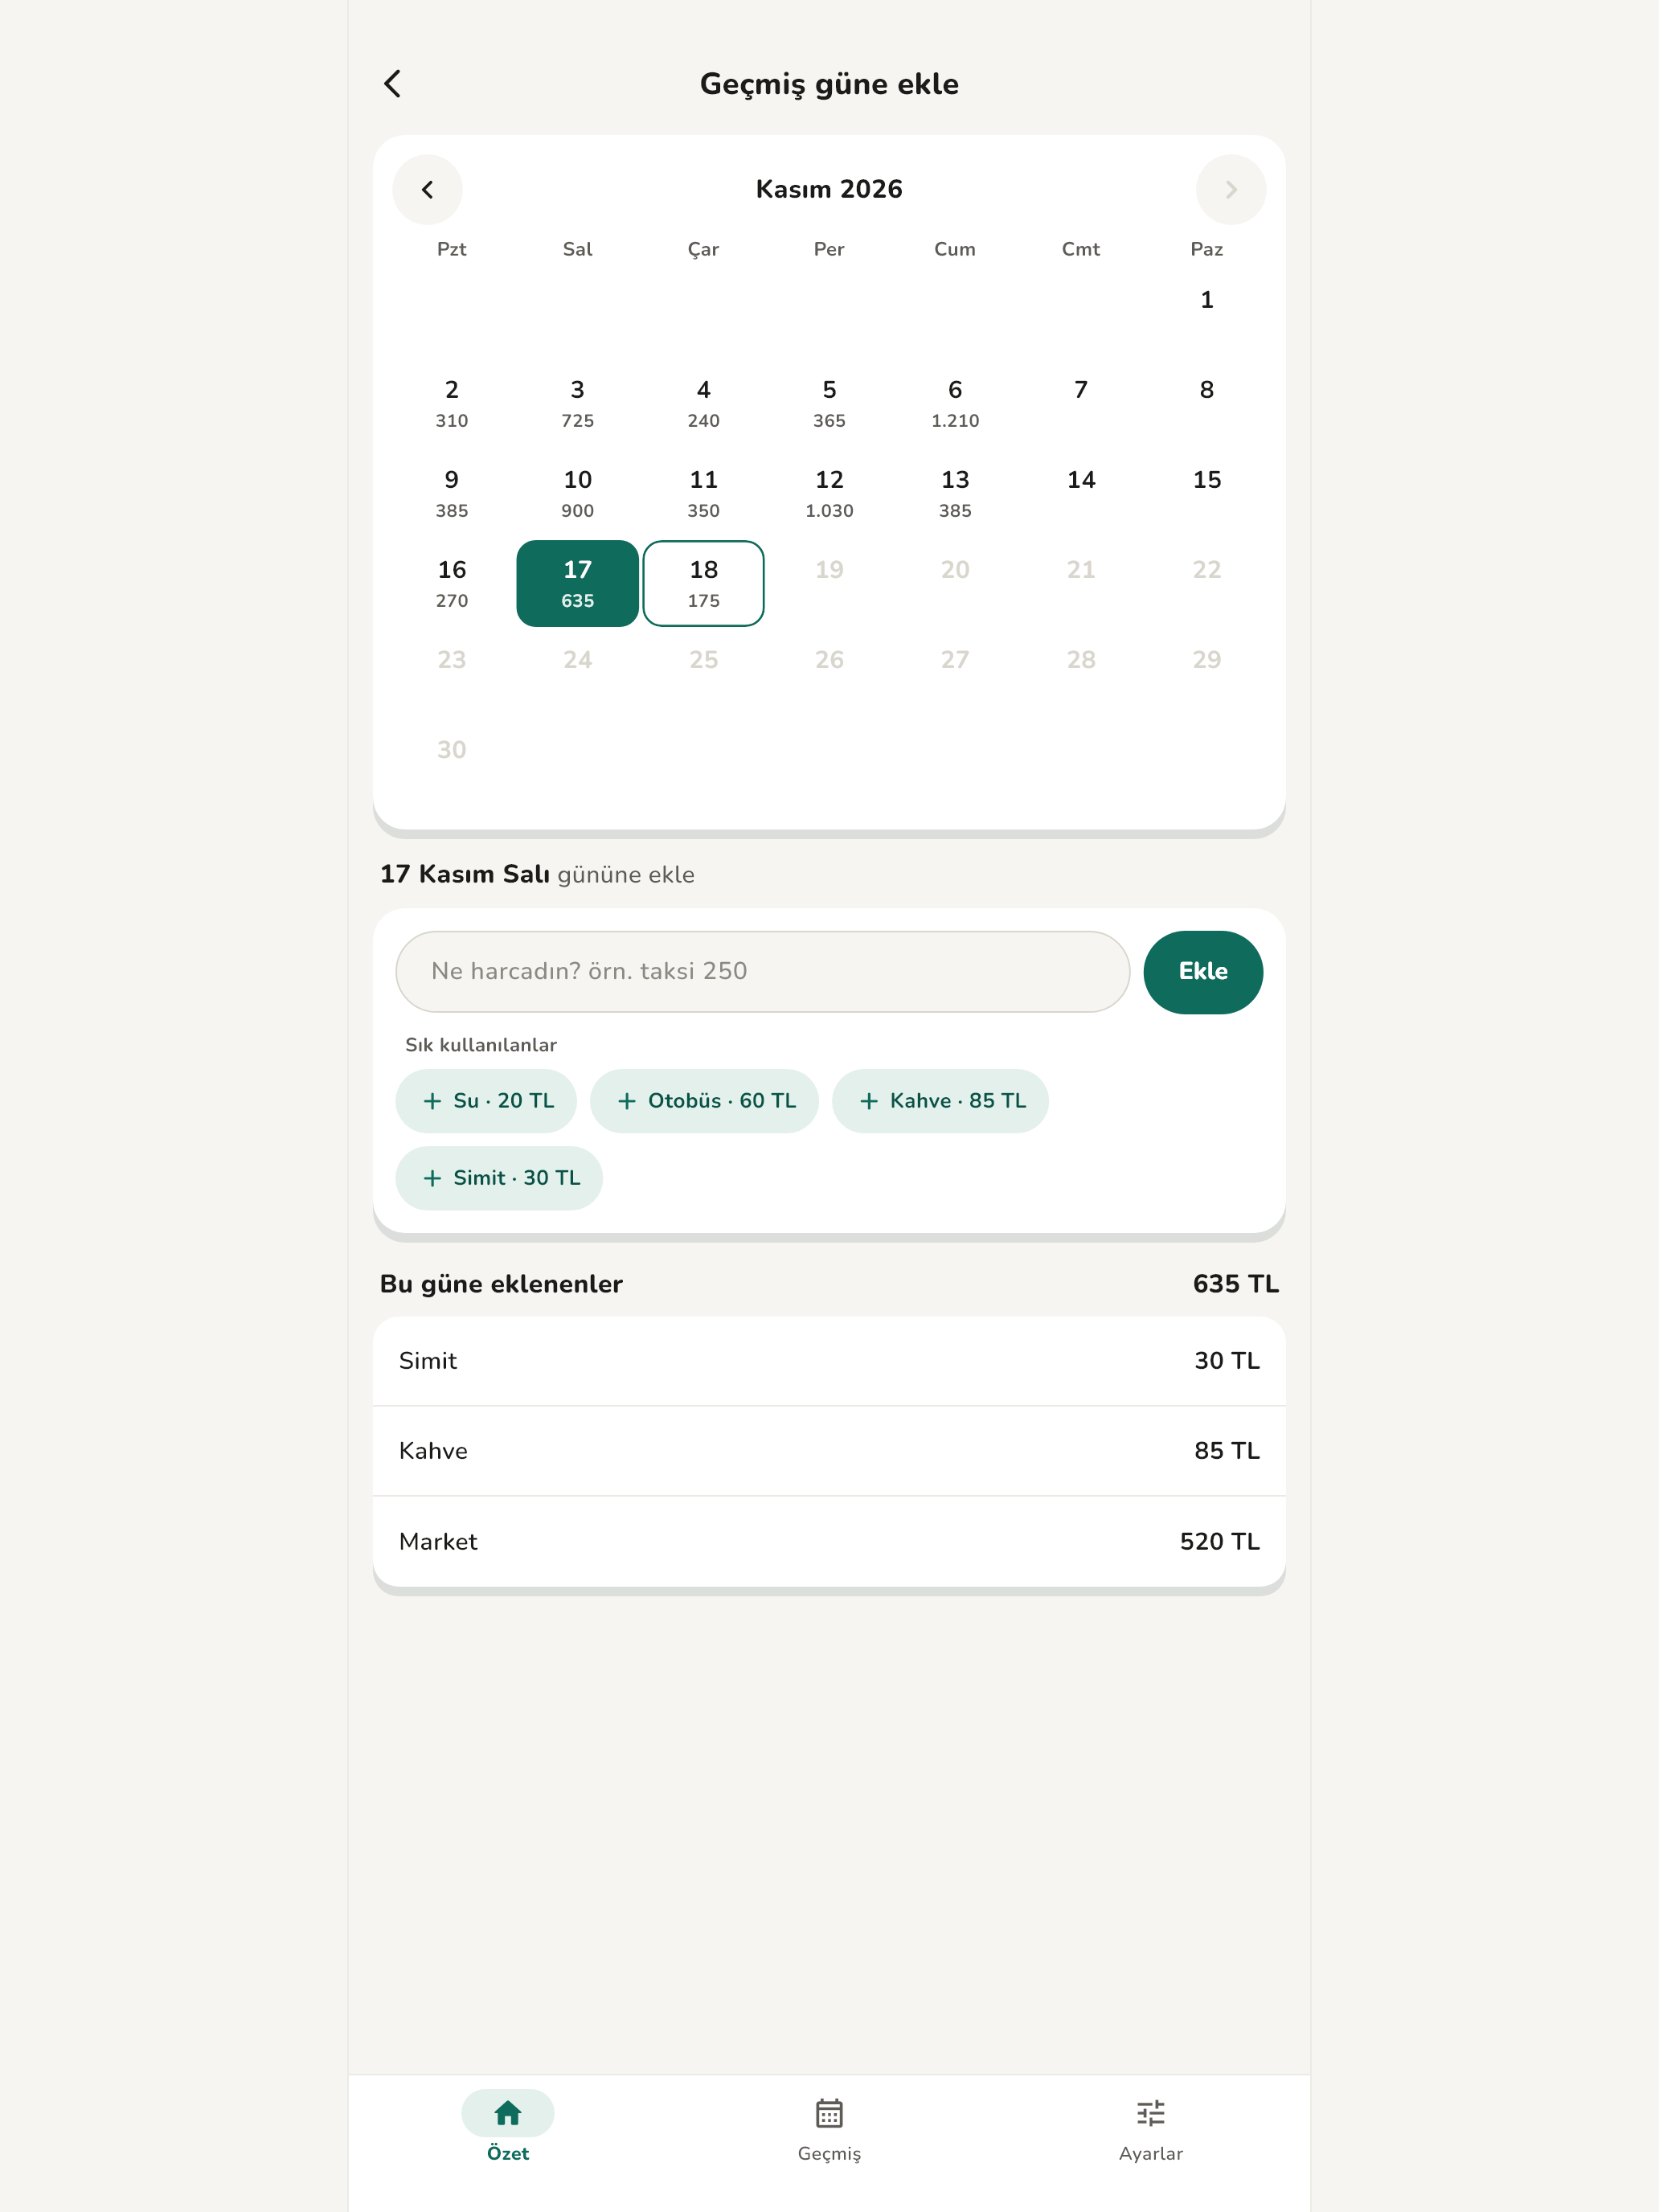 Geçmiş güne ekle
Kasım 2026
Pzt Sal Çar Per Cum Cmt Paz
1
2 3 4 5 6 7 8
310 725 240 365 1.210
9 10 11 12 13 14 15
385 900 350 1.030 385
16 17 18 19 20 21 22
270 635 175
23 24 25 26 27 28 29
30
17 Kasım Salı gününe ekle
Ne harcadın? örn. taksi 250 Ekle
Sık kullanılanlar
+ Su · 20 TL + Otobüs · 60 TL + Kahve · 85 TL
+ Simit · 30 TL
Bu güne eklenenler 635 TL
Simit 30 TL
Kahve 85 TL
Market 520 TL
Özet Geçmiş Ayarlar